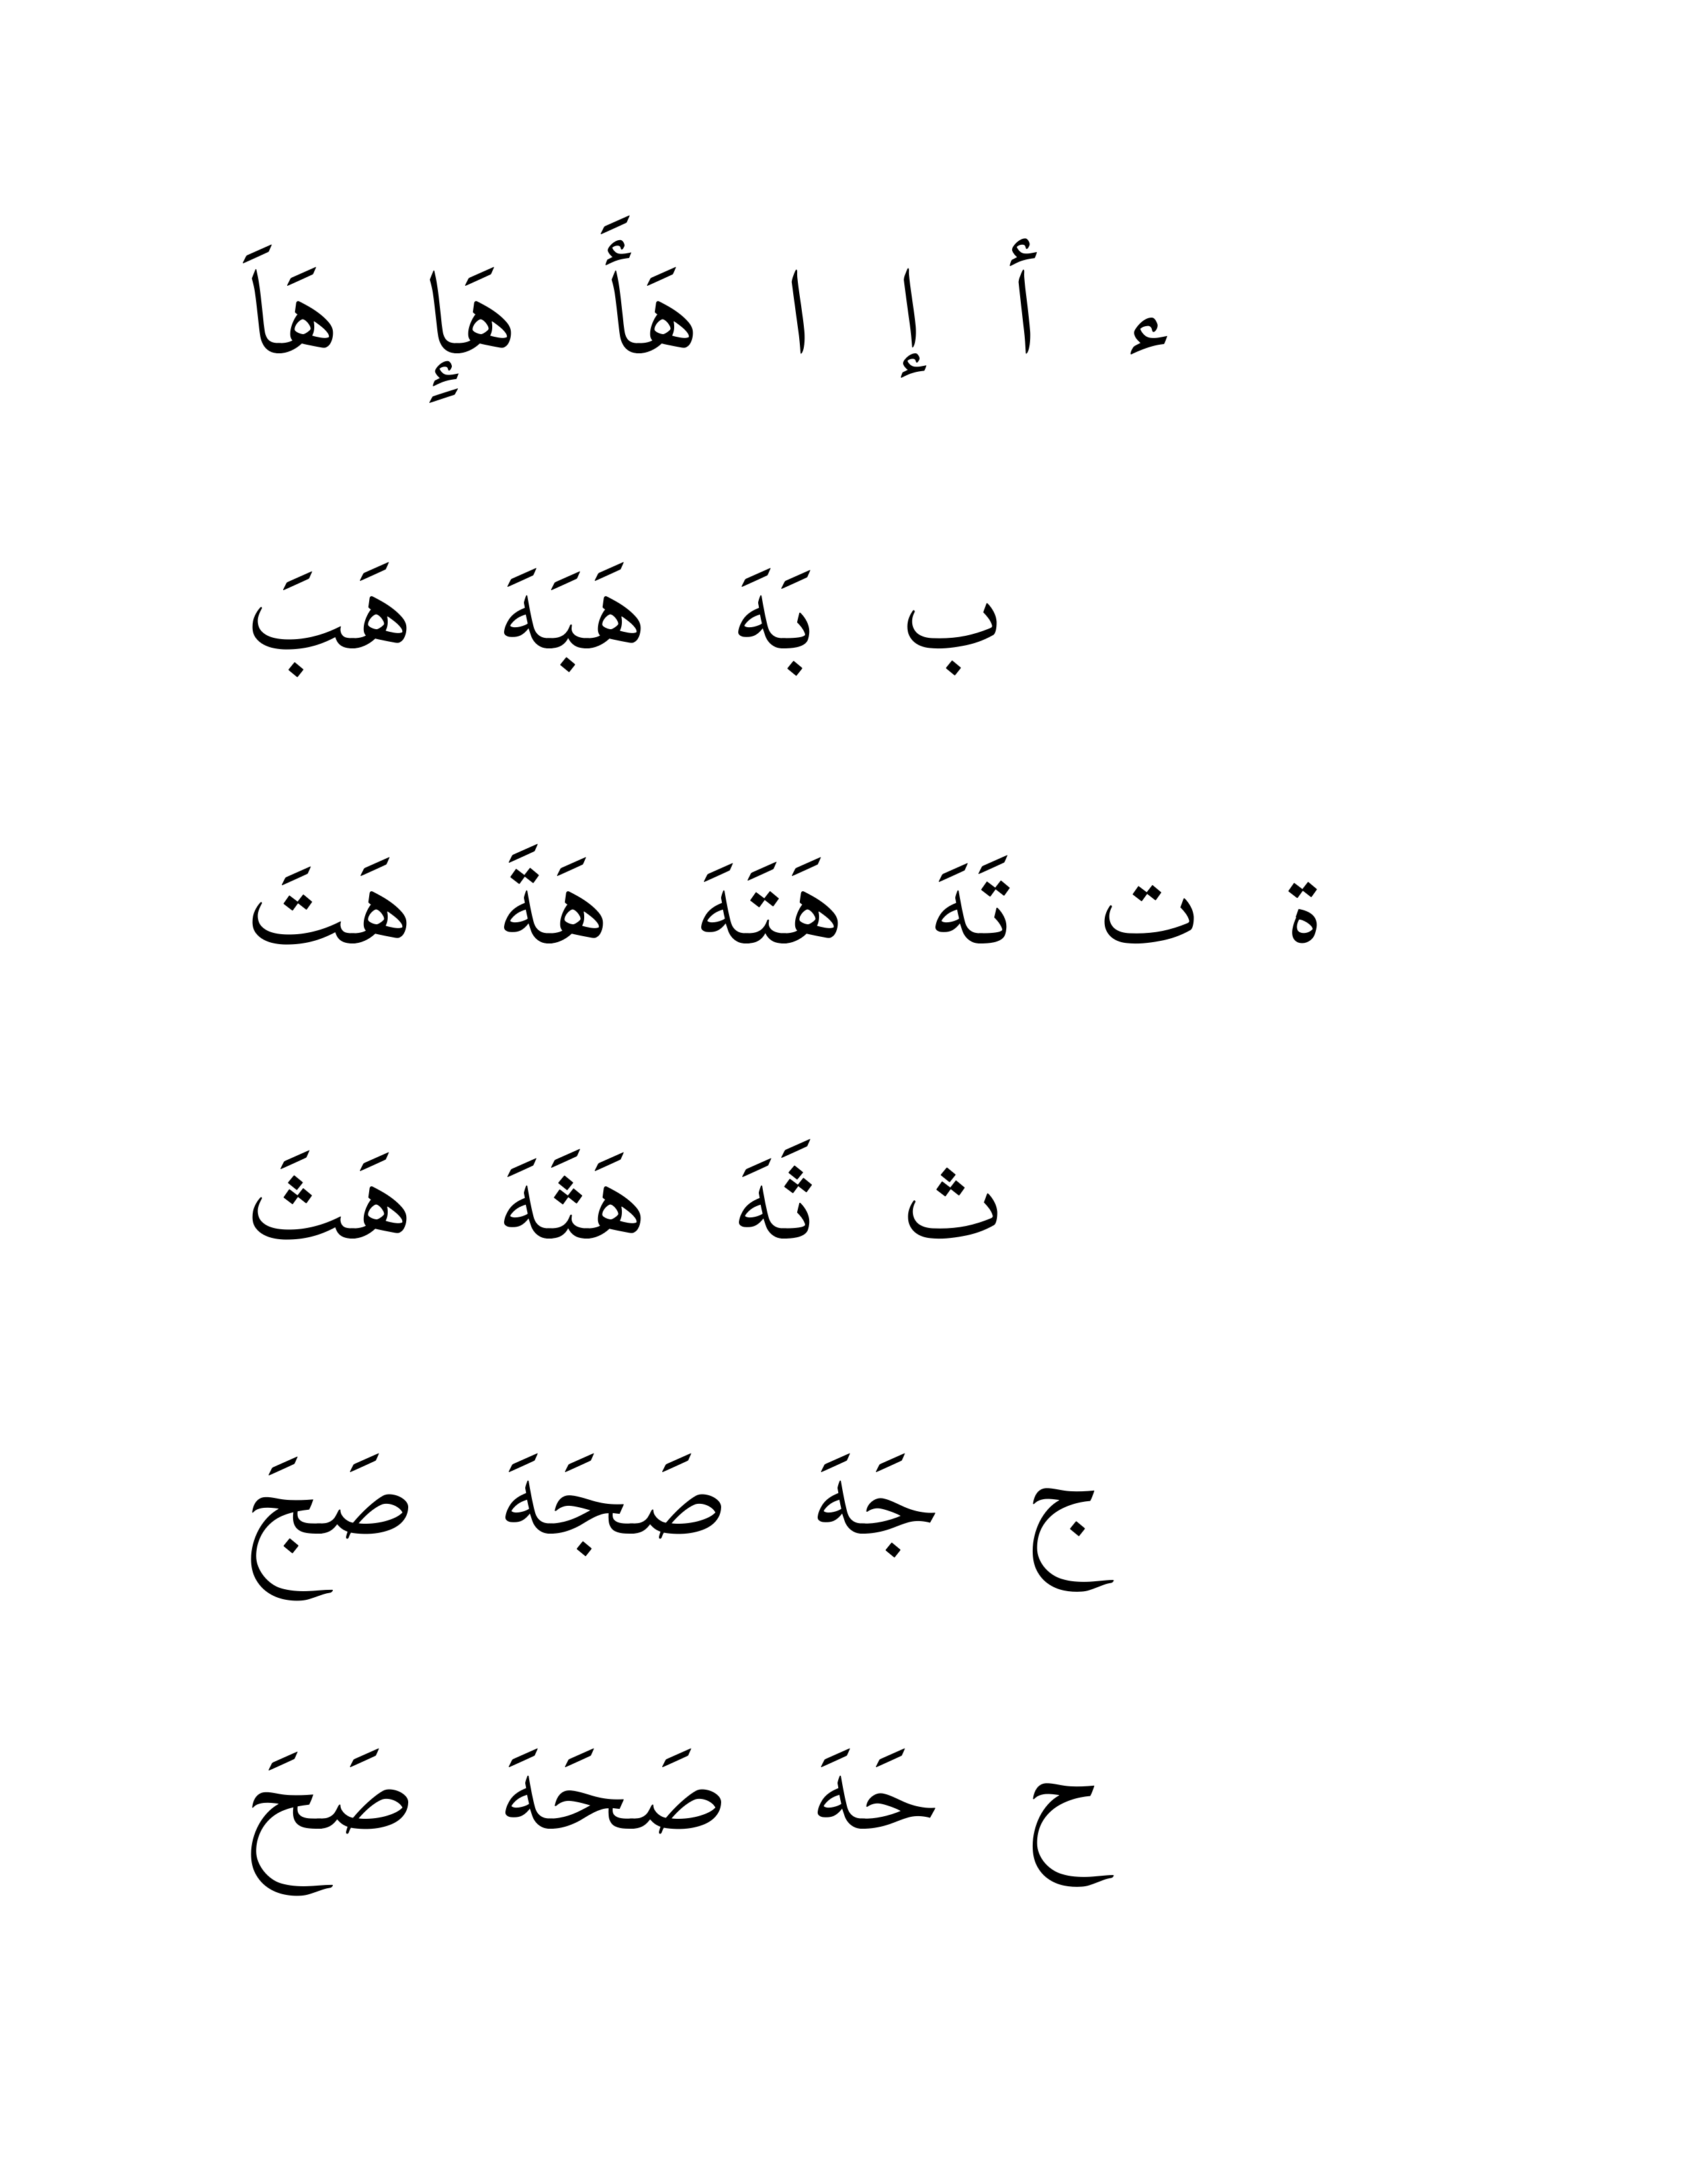 ء أ إ ا هَأَ هَإِ هَاَ
ب بَهَ هَبَهَ هَبَ
ة ت تَهَ هَتَهَ هَةَ هَتَ
ث ثَهَ هَثَهَ هَثَ
ج جَهَ صَجَهَ صَجَ
ح حَهَ صَحَهَ صَحَ